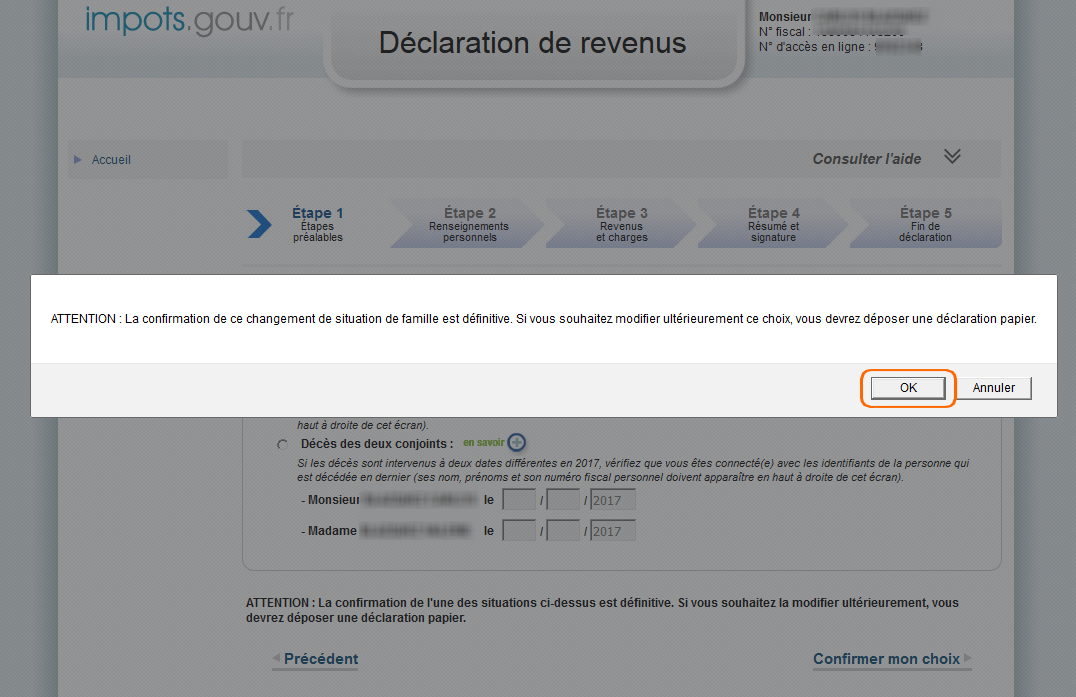 impots.gouv.fr
Déclaration de revenus
Monsieur
N° fiscal :
N° d'accès en ligne :
Accueil
Consulter l'aide
Étape 1
Étapes
préalables
Étape 2
Renseignements
personnels
Étape 3
Revenus
et charges
Étape 4
Résumé et
signature
Étape 5
Fin de
déclaration
ATTENTION : La confirmation de ce changement de situation de famille est définitive. Si vous souhaitez modifier ultérieurement ce choix, vous devrez déposer une déclaration papier.
OK Annuler
haut à droite de cet écran).
Décès des deux conjoints : en savoir +
Si les décès sont intervenus à deux dates différentes en 2017, vérifiez que vous êtes connecté(e) avec les identifiants de la personne qui
est décédée en dernier (ses nom, prénoms et son numéro fiscal personnel doivent apparaître en haut à droite de cet écran).
- Monsieur le / / 2017
- Madame le / / 2017
ATTENTION : La confirmation de l'une des situations ci-dessus est définitive. Si vous souhaitez la modifier ultérieurement, vous
devrez déposer une déclaration papier.
Précédent Confirmer mon choix